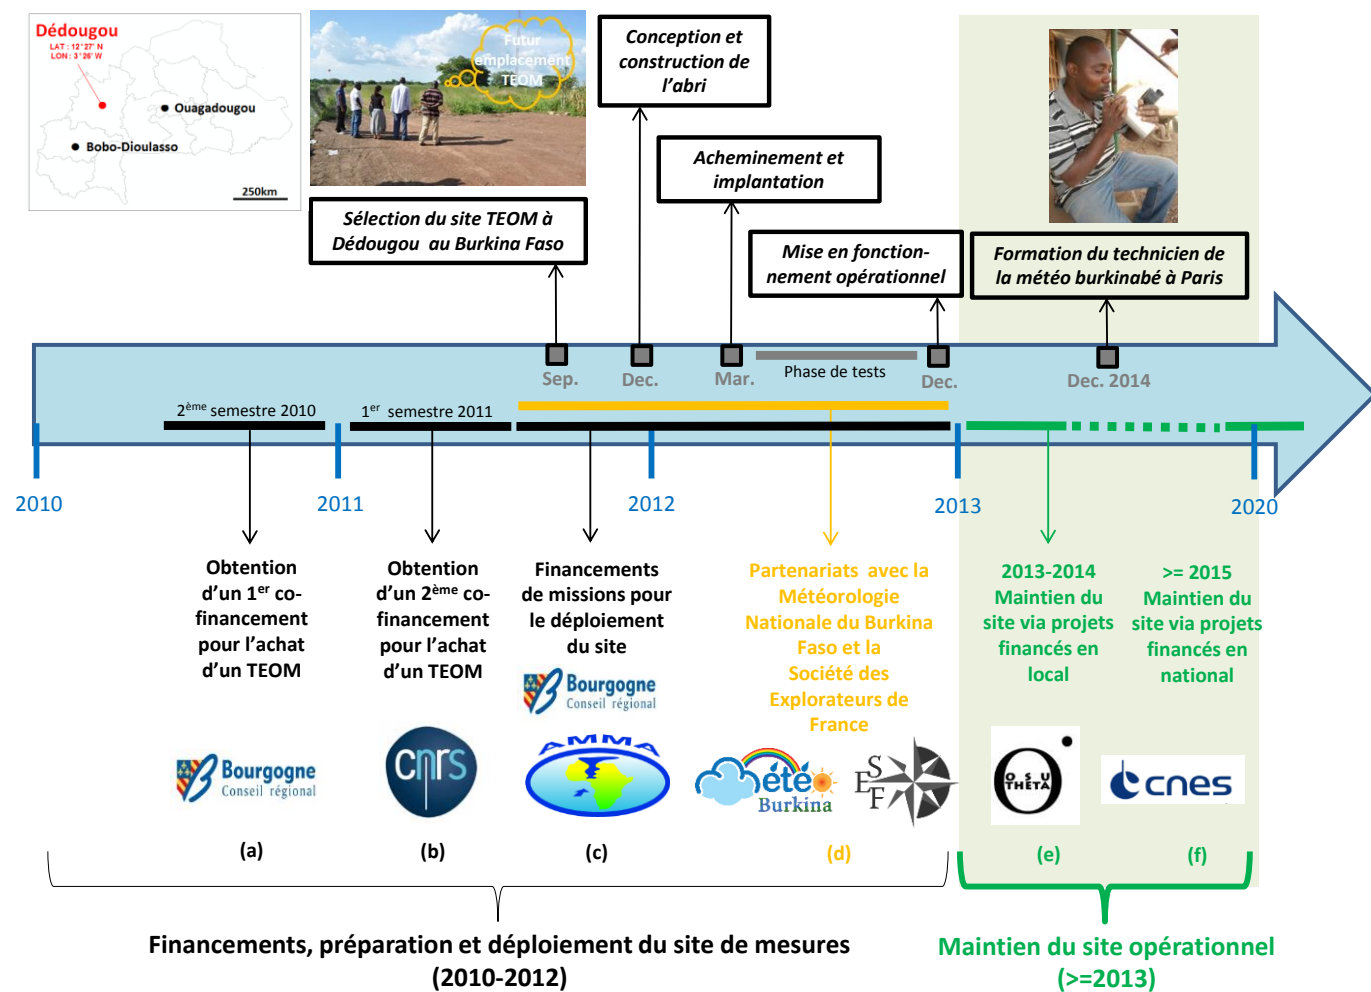 Dédougou
LAT : 12°27' N
LON : 3°26' W
Ouagadougou
Bobo-Dioulasso
250km
Futur
emplacement
TEOM
Sélection du site TEOM à
Dédougou au Burkina Faso
Conception et
construction de
l'abri
Acheminement et
implantation
Mise en fonction-
nement opérationnel
Formation du technicien de
la météo burkinabé à Paris
Sep.
Dec.
Mar.
Phase de tests
Dec.
Dec. 2014
2ème semestre 2010
1er semestre 2011
2010
2011
2012
2013
2020
Obtention
d'un 1er co-
financement
pour l'achat
d'un TEOM
Bourgogne
Conseil régional
(a)
Obtention
d'un 2ème co-
financement
pour l'achat
d'un TEOM
cnrs
(b)
Financements
de missions pour
le déploiement
du site
Bourgogne
Conseil régional
AMMA
(c)
Partenariats avec la
Météorologie
Nationale du Burkina
Faso et la
Société des
Explorateurs de
France
Météo
Burkina
S
E
F
(d)
2013-2014
Maintien du
site via projets
financés en
local
OSU
THETA
(e)
>= 2015
Maintien du
site via projets
financés en
national
cnes
(f)
Financements, préparation et déploiement du site de mesures
(2010-2012)
Maintien du site opérationnel
(>=2013)